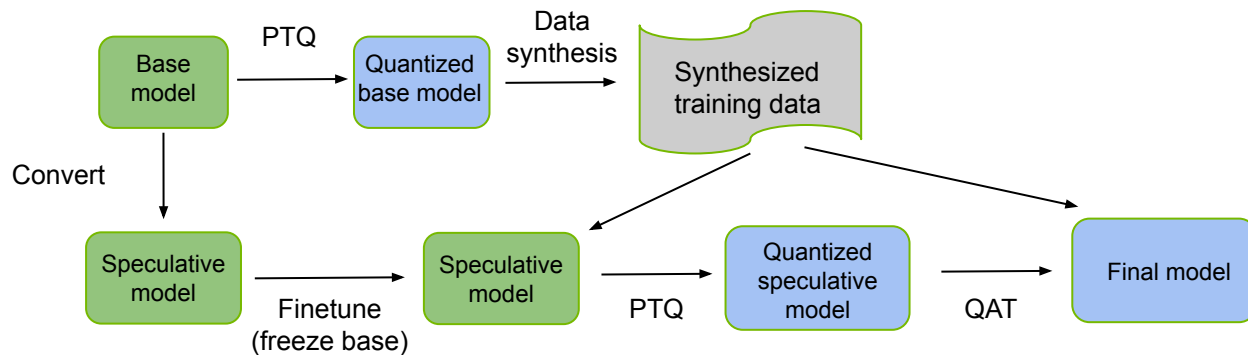 Base
model
PTQ
Quantized
base model
Data
synthesis
Synthesized
training data
Convert
Speculative
model
Finetune
(freeze base)
Speculative
model
PTQ
Quantized
speculative
model
QAT
Final model